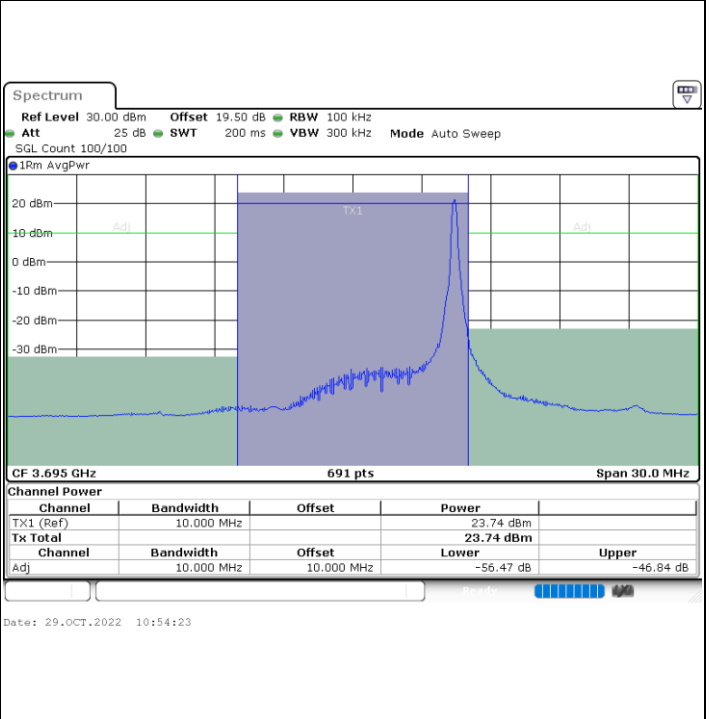 Spectrum
Ref Level 30.00 dBm Offset 19.50 dB RBW 100 kHz
Att 25 dB SWT 200 ms VBW 300 kHz Mode Auto Sweep
SGL Count 100/100
1Rm AvgPwr
20 dBm
TX1
Adj Adj
10 dBm
0 dBm
-10 dBm
-20 dBm
-30 dBm
CF 3.695 GHz 691 pts Span 30.0 MHz
Channel Power
Channel Bandwidth Offset Power
TX1 (Ref) 10.000 MHz 23.74 dBm
Tx Total 23.74 dBm
Channel Bandwidth Offset Lower Upper
Adj 10.000 MHz 10.000 MHz -56.47 dB -46.84 dB
Ready
Date: 29.OCT.2022 10:54:23